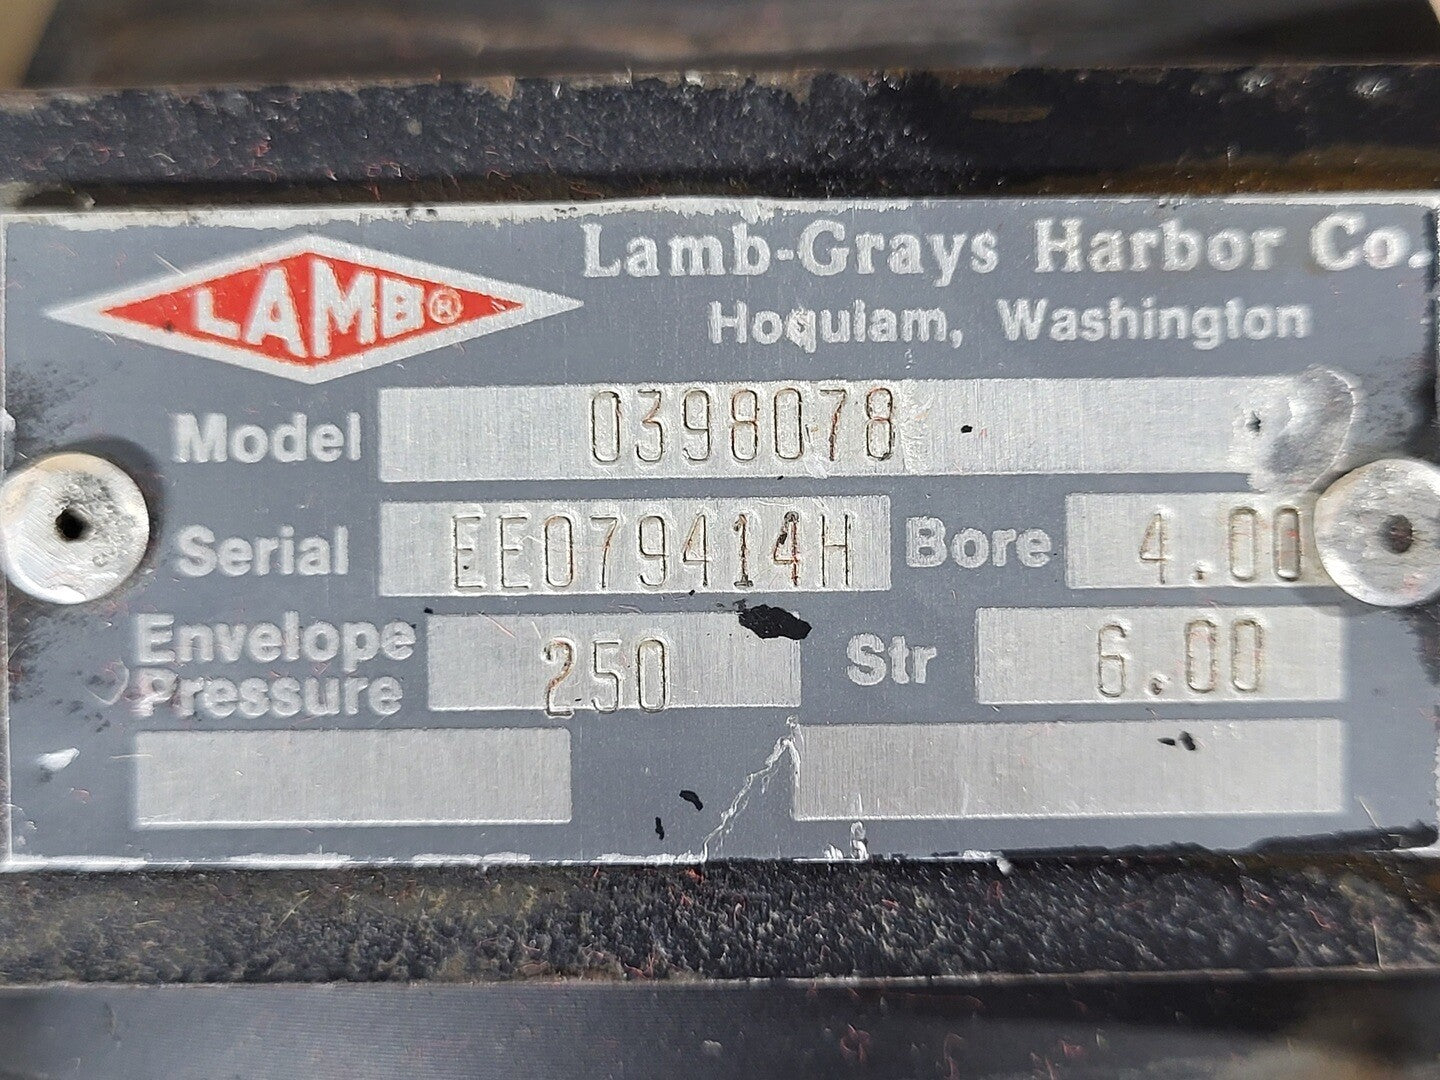 LAMB®
Lamb-Grays Harbor Co.
Hoqulam, Washington
Model 0398078
Serial EE079414H Bore 4.00
Envelope Pressure 250 Str 6.00